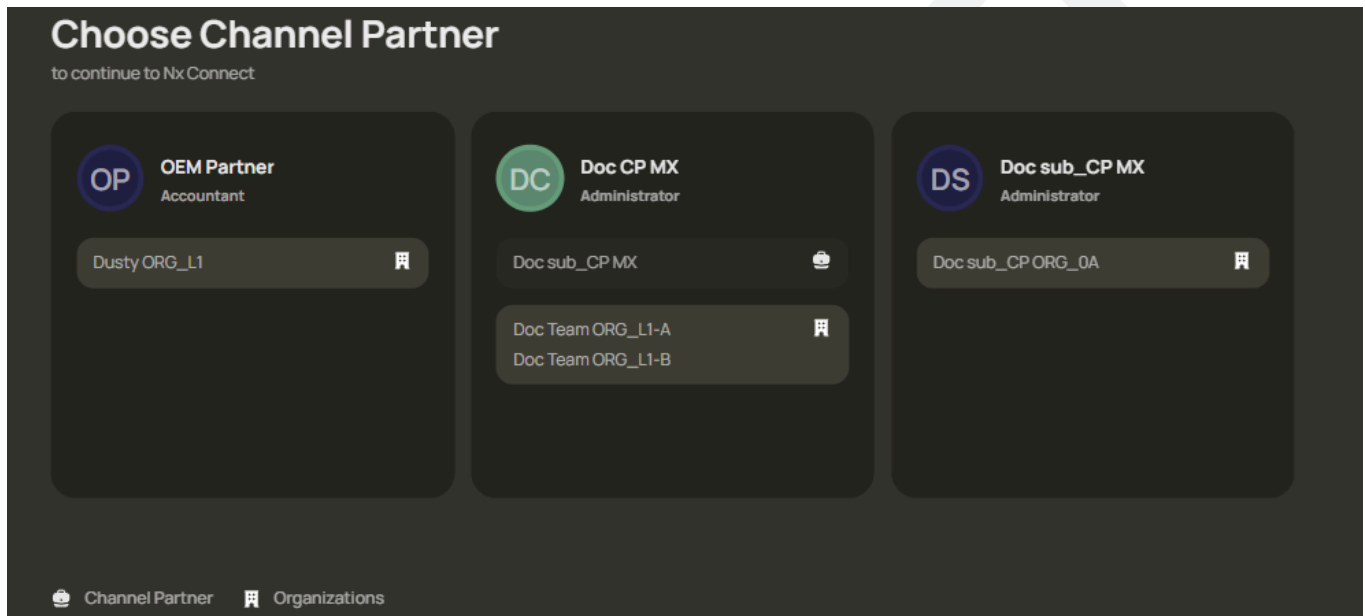 Choose Channel Partner
to continue to Nx Connect
OP
OEM Partner
Accountant
Dusty ORG_L1
DC
Doc CP MX
Administrator
Doc sub_CP MX
Doc Team ORG_L1-A
Doc Team ORG_L1-B
DS
Doc sub_CP MX
Administrator
Doc sub_CP ORG_0A
Channel Partner
Organizations